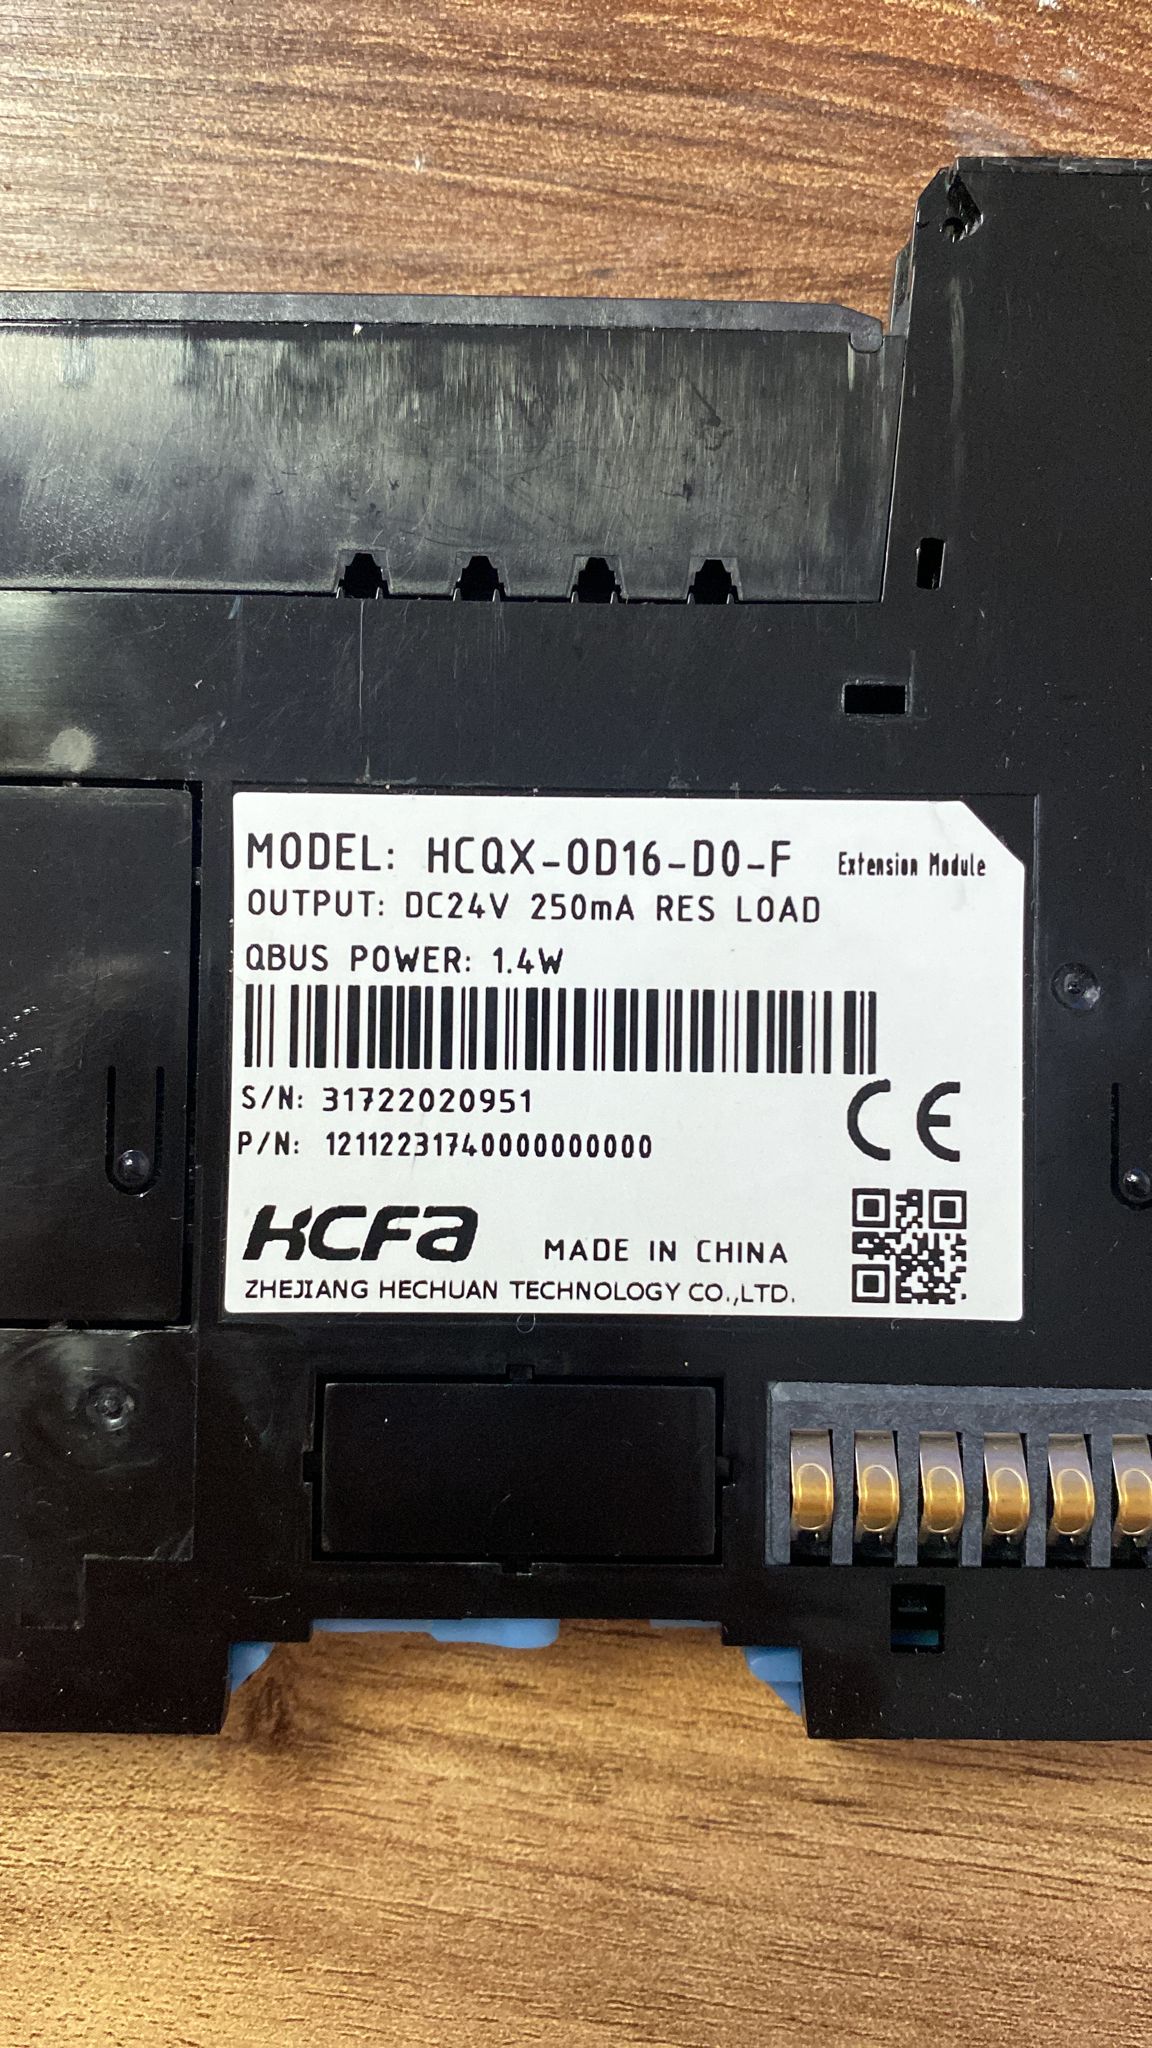 MODEL: HCQX-OD16-D0-F Extension Module
OUTPUT: DC24V 250mA RES LOAD
QBUS POWER: 1.4W
S/N: 31722020951
P/N: 12112231740000000000
CE
HCFA MADE IN CHINA
ZHEJIANG HECHUAN TECHNOLOGY CO.,LTD.